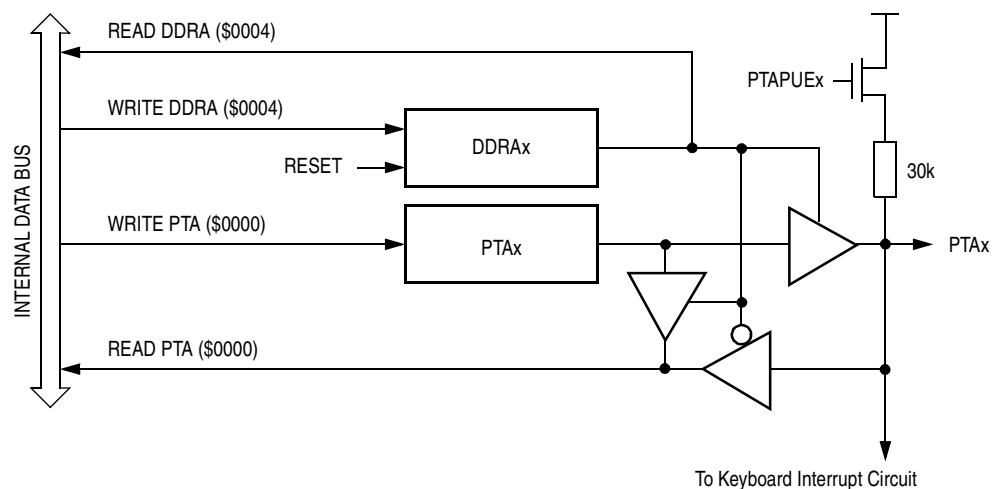 READ DDRA ($0004)
PTAPUEx
WRITE DDRA ($0004)
DDRAx
RESET
30k
INTERNAL DATA BUS
WRITE PTA ($0000)
PTAx
PTAx
READ PTA ($0000)
To Keyboard Interrupt Circuit